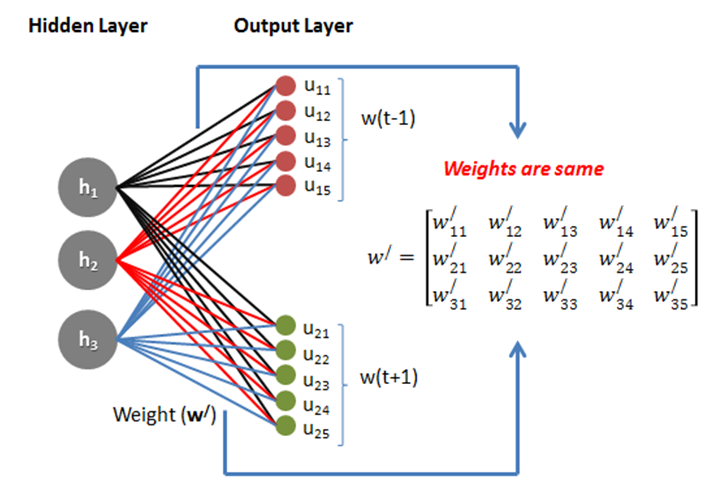 Hidden Layer
Output Layer
h1
h2
h3
u11
u12
u13
u14
u15
w(t-1)
u21
u22
u23
u24
u25
w(t+1)
Weight (w/)
Weights are same
w/ =
w/11 w/12 w/13 w/14 w/15
w/21 w/22 w/23 w/24 w/25
w/31 w/32 w/33 w/34 w/35